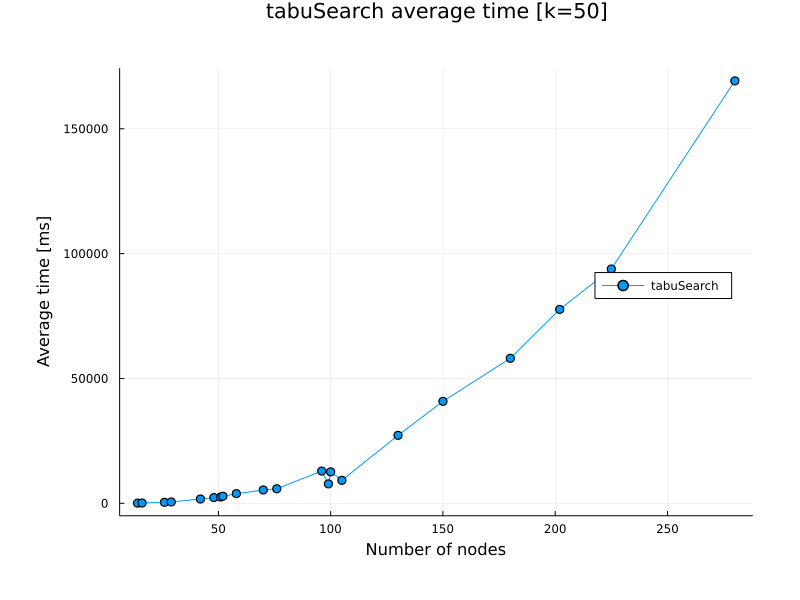 tabuSearch average time [k=50]
150000
100000
50000
0
Average time [ms]
tabuSearch
50
100
150
200
250
Number of nodes